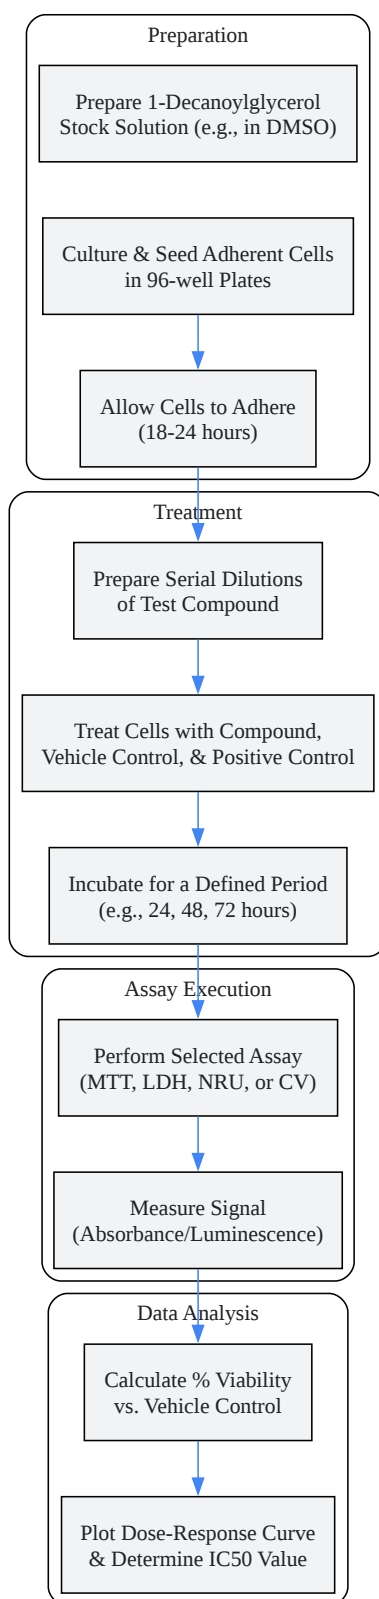 Preparation
Prepare 1-Decanoylglycerol
Stock Solution (e.g., in DMSO)
Culture & Seed Adherent Cells
in 96-well Plates
Allow Cells to Adhere
(18-24 hours)
Treatment
Prepare Serial Dilutions
of Test Compound
Treat Cells with Compound,
Vehicle Control, & Positive Control
Incubate for a Defined Period
(e.g., 24, 48, 72 hours)
Assay Execution
Perform Selected Assay
(MTT, LDH, NRU, or CV)
Measure Signal
(Absorbance/Luminescence)
Data Analysis
Calculate % Viability
vs. Vehicle Control
Plot Dose-Response Curve
& Determine IC50 Value